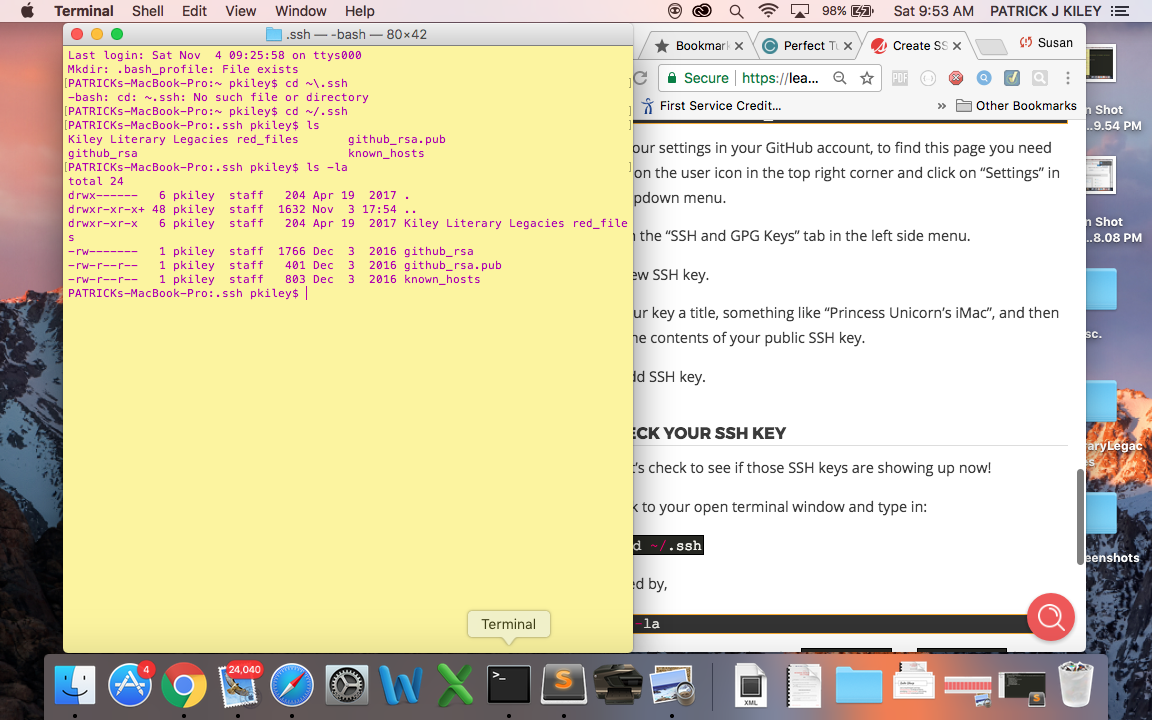 Terminal Shell Edit View Window Help 98% Sat 9:53 AM PATRICK J KILEY
.ssh — -bash — 80×42
Last login: Sat Nov  4 09:25:58 on ttys000
Mkdir: .bash_profile: File exists
[PATRICKs-MacBook-Pro:~ pkiley$ cd ~\.ssh ]
-bash: cd: ~.ssh: No such file or directory
[PATRICKs-MacBook-Pro:~ pkiley$ cd ~/.ssh ]
[PATRICKs-MacBook-Pro:.ssh pkiley$ ls ]
Kiley Literary Legacies red_files github_rsa.pub
github_rsa known_hosts
[PATRICKs-MacBook-Pro:.ssh pkiley$ ls -la ]
total 24
drwx------   6 pkiley  staff   204 Apr 19  2017 .
drwxr-xr-x+ 48 pkiley  staff  1632 Nov  3 17:54 ..
drwxr-xr-x   6 pkiley  staff   204 Apr 19  2017 Kiley Literary Legacies red_file
s
-rw-------   1 pkiley  staff  1766 Dec  3  2016 github_rsa
-rw-r--r--   1 pkiley  staff   401 Dec  3  2016 github_rsa.pub
-rw-r--r--   1 pkiley  staff   803 Dec  3  2016 known_hosts
PATRICKs-MacBook-Pro:.ssh pkiley$
Bookmar Perfect Tu Create SS Susan
Secure https://lea... PDF
First Service Credit... » Other Bookmarks
our settings in your GitHub account, to find this page you need
on the user icon in the top right corner and click on “Settings” in
pdown menu.
n the “SSH and GPG Keys” tab in the left side menu.
ew SSH key.
ur key a title, something like “Princess Unicorn’s iMac”, and then
he contents of your public SSH key.
dd SSH key.
ECK YOUR SSH KEY
t’s check to see if those SSH keys are showing up now!
k to your open terminal window and type in:
d ~/.ssh
ed by,
-la
n Shot
...9.54 PM
n Shot
..8.08 PM
sc.
raryLegac
s
eenshots
Terminal
4
24,040
XML